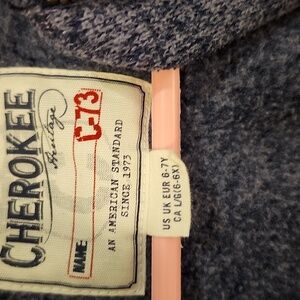 CHEROKEE
Heritage
NAME:
C-73
AN AMERICAN STANDARD
SINCE 1973
US UK EUR 6-7Y
CA L/G(6-6X)